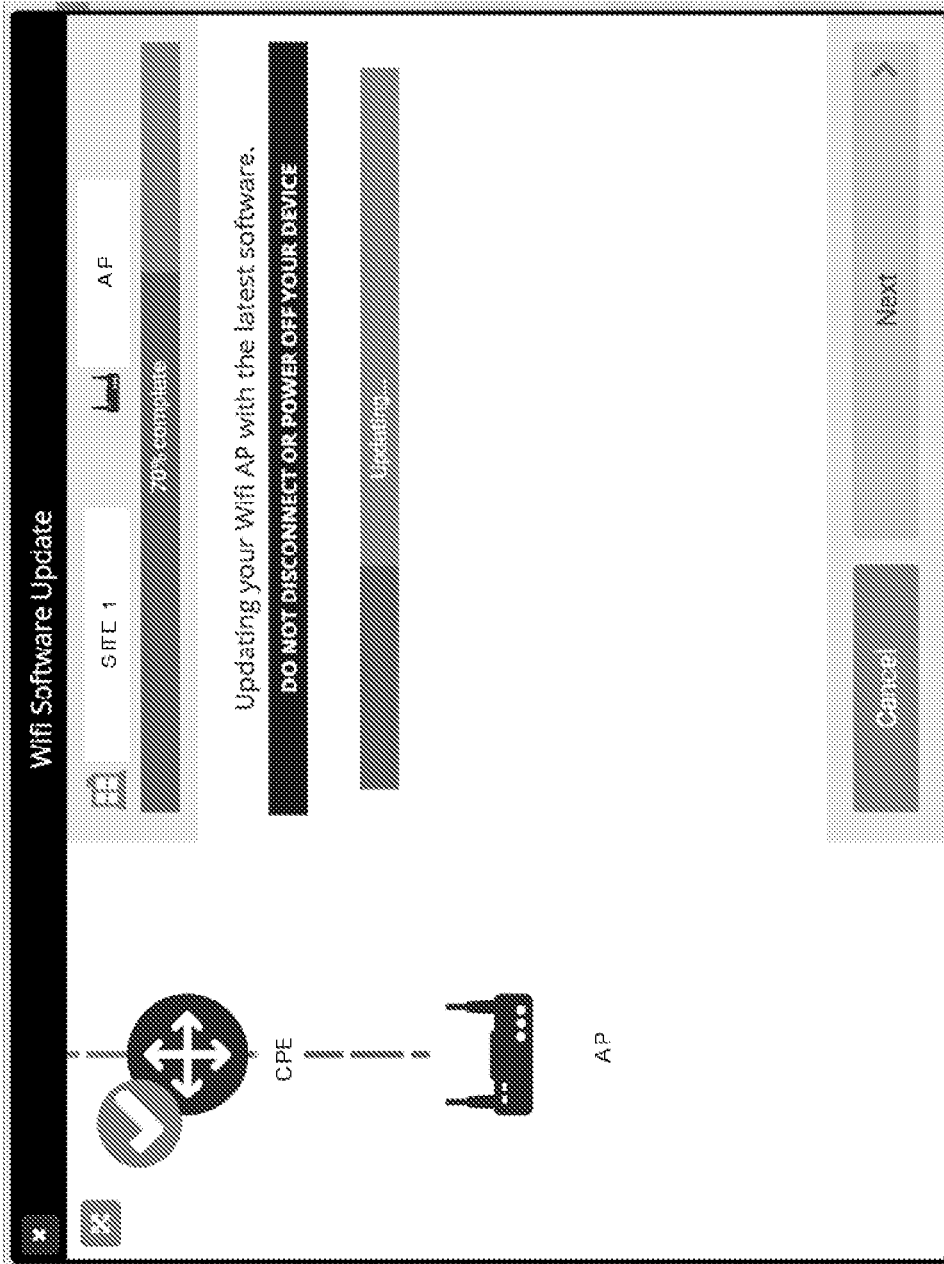 Wifi Software Update
SITE 1
AP
70% complete
Updating your Wifi AP with the latest software.
DO NOT DISCONNECT OR POWER OFF YOUR DEVICE
Updating...
CPE
AP
Cancel
Next